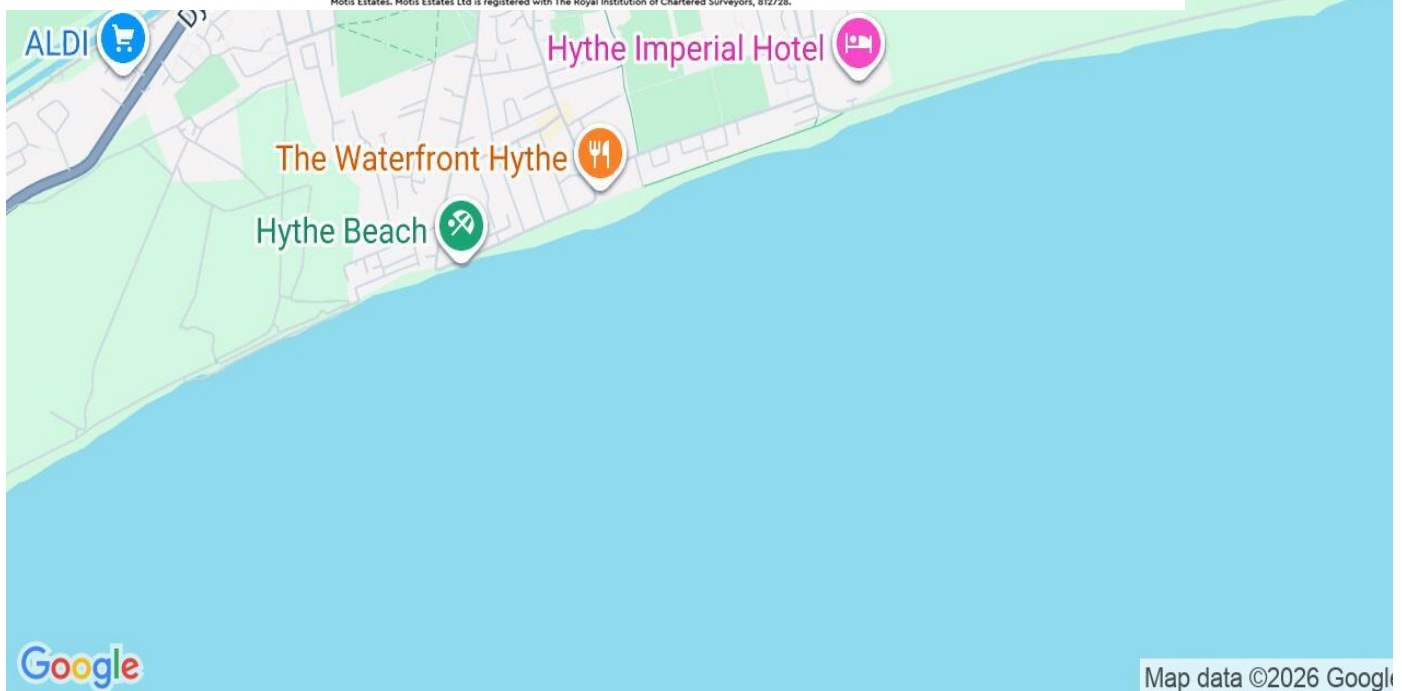 Motis Estates. Motis Estates Ltd is registered with The Royal Institution of Chartered Surveyors, 812728.
ALDI
Hythe Imperial Hotel
The Waterfront Hythe
Hythe Beach
Google
Map data ©2026 Google